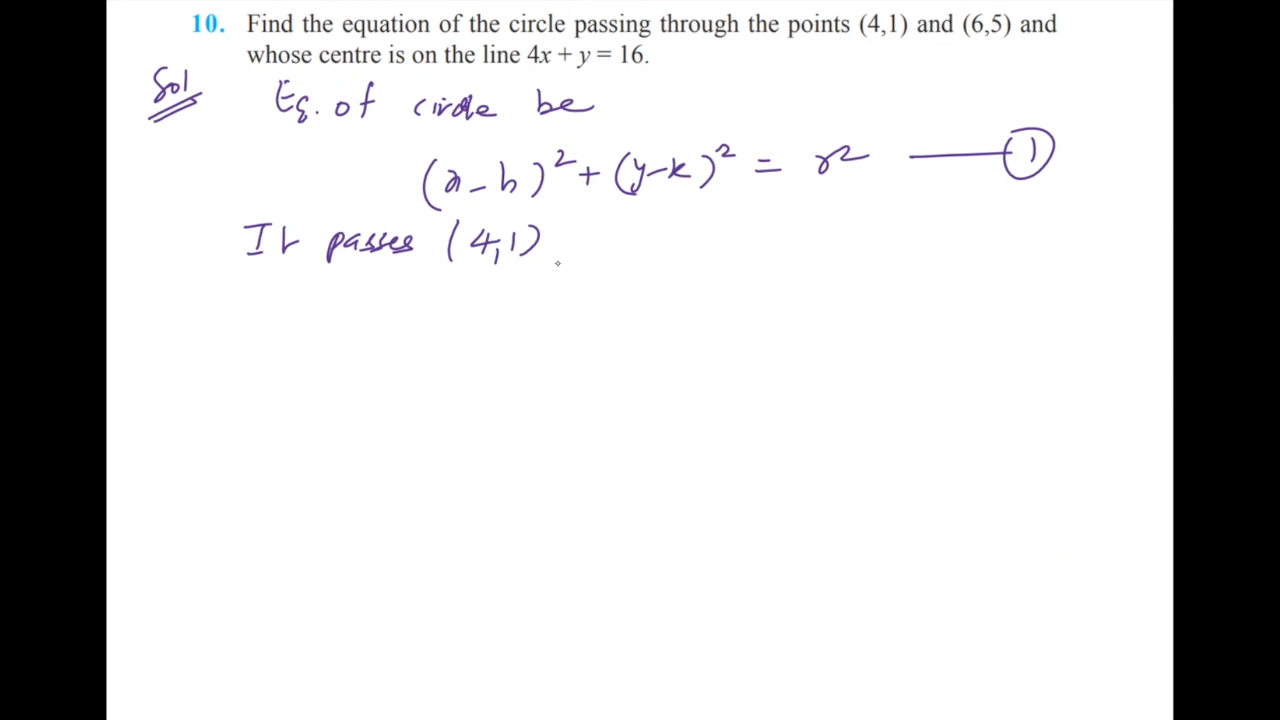 10. Find the equation of the circle passing through the points (4,1) and (6,5) and
whose centre is on the line 4x + y = 16.
Sol
Eq. of circle be
(x-h)² + (y-k)² = r² —— ①
It passes (4,1)